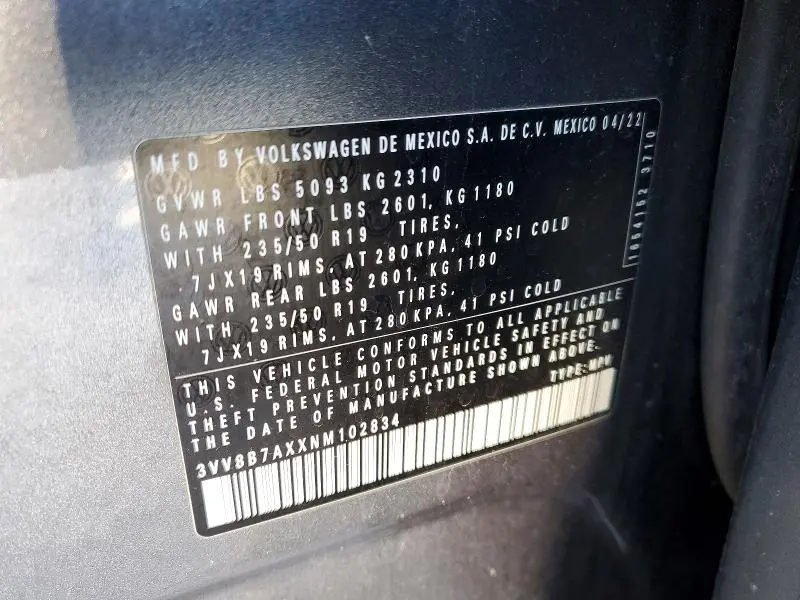 MFD BY VOLKSWAGEN DE MEXICO S.A. DE C.V. MEXICO 04/22
GVWR LBS 5093 KG 2310
GAWR FRONT LBS 2601, KG 1180
WITH 235/50 R19 TIRES,
7JX19 RIMS, AT 280 KPA, 41 PSI COLD
GAWR REAR LBS 2601, KG 1180
WITH 235/50 R19 TIRES,
7JX19 RIMS, AT 280 KPA, 41 PSI COLD
THIS VEHICLE CONFORMS TO ALL APPLICABLE
U.S. FEDERAL MOTOR VEHICLE SAFETY AND
THEFT PREVENTION STANDARDS IN EFFECT ON
THE DATE OF MANUFACTURE SHOWN ABOVE.
3VV8B7AXXNM102834 TYPE:MPV
1054152 3710